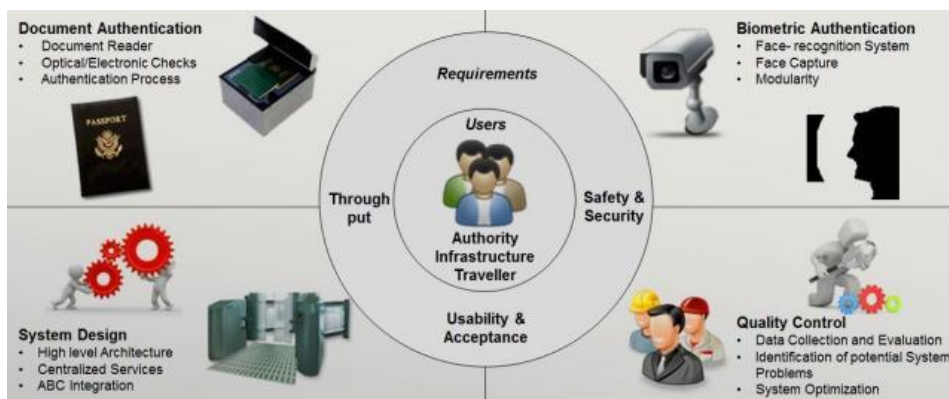 Document Authentication
• Document Reader
• Optical/Electronic Checks
• Authentication Process
PASSPORT
Biometric Authentication
• Face- recognition System
• Face Capture
• Modularity
Requirements
Users
Through
put
Safety &
Security
Authority
Infrastructure
Traveller
Usability &
Acceptance
System Design
• High level Architecture
• Centralized Services
• ABC Integration
Quality Control
• Data Collection and Evaluation
• Identification of potential System
Problems
• System Optimization